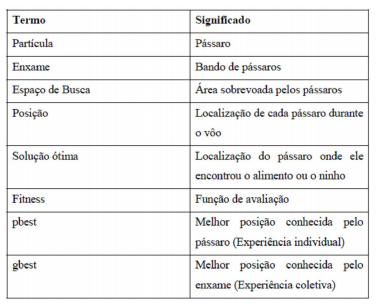 Termo Significado
Partícula Pássaro
Enxame Bando de pássaros
Espaço de Busca Área sobrevoada pelos pássaros
Posição Localização de cada pássaro durante
o vôo
Solução ótima Localização do pássaro onde ele
encontrou o alimento ou o ninho
Fitness Função de avaliação
pbest Melhor posição conhecida pelo
pássaro (Experiência individual)
gbest Melhor posição conhecida pelo
enxame (Experiência coletiva)